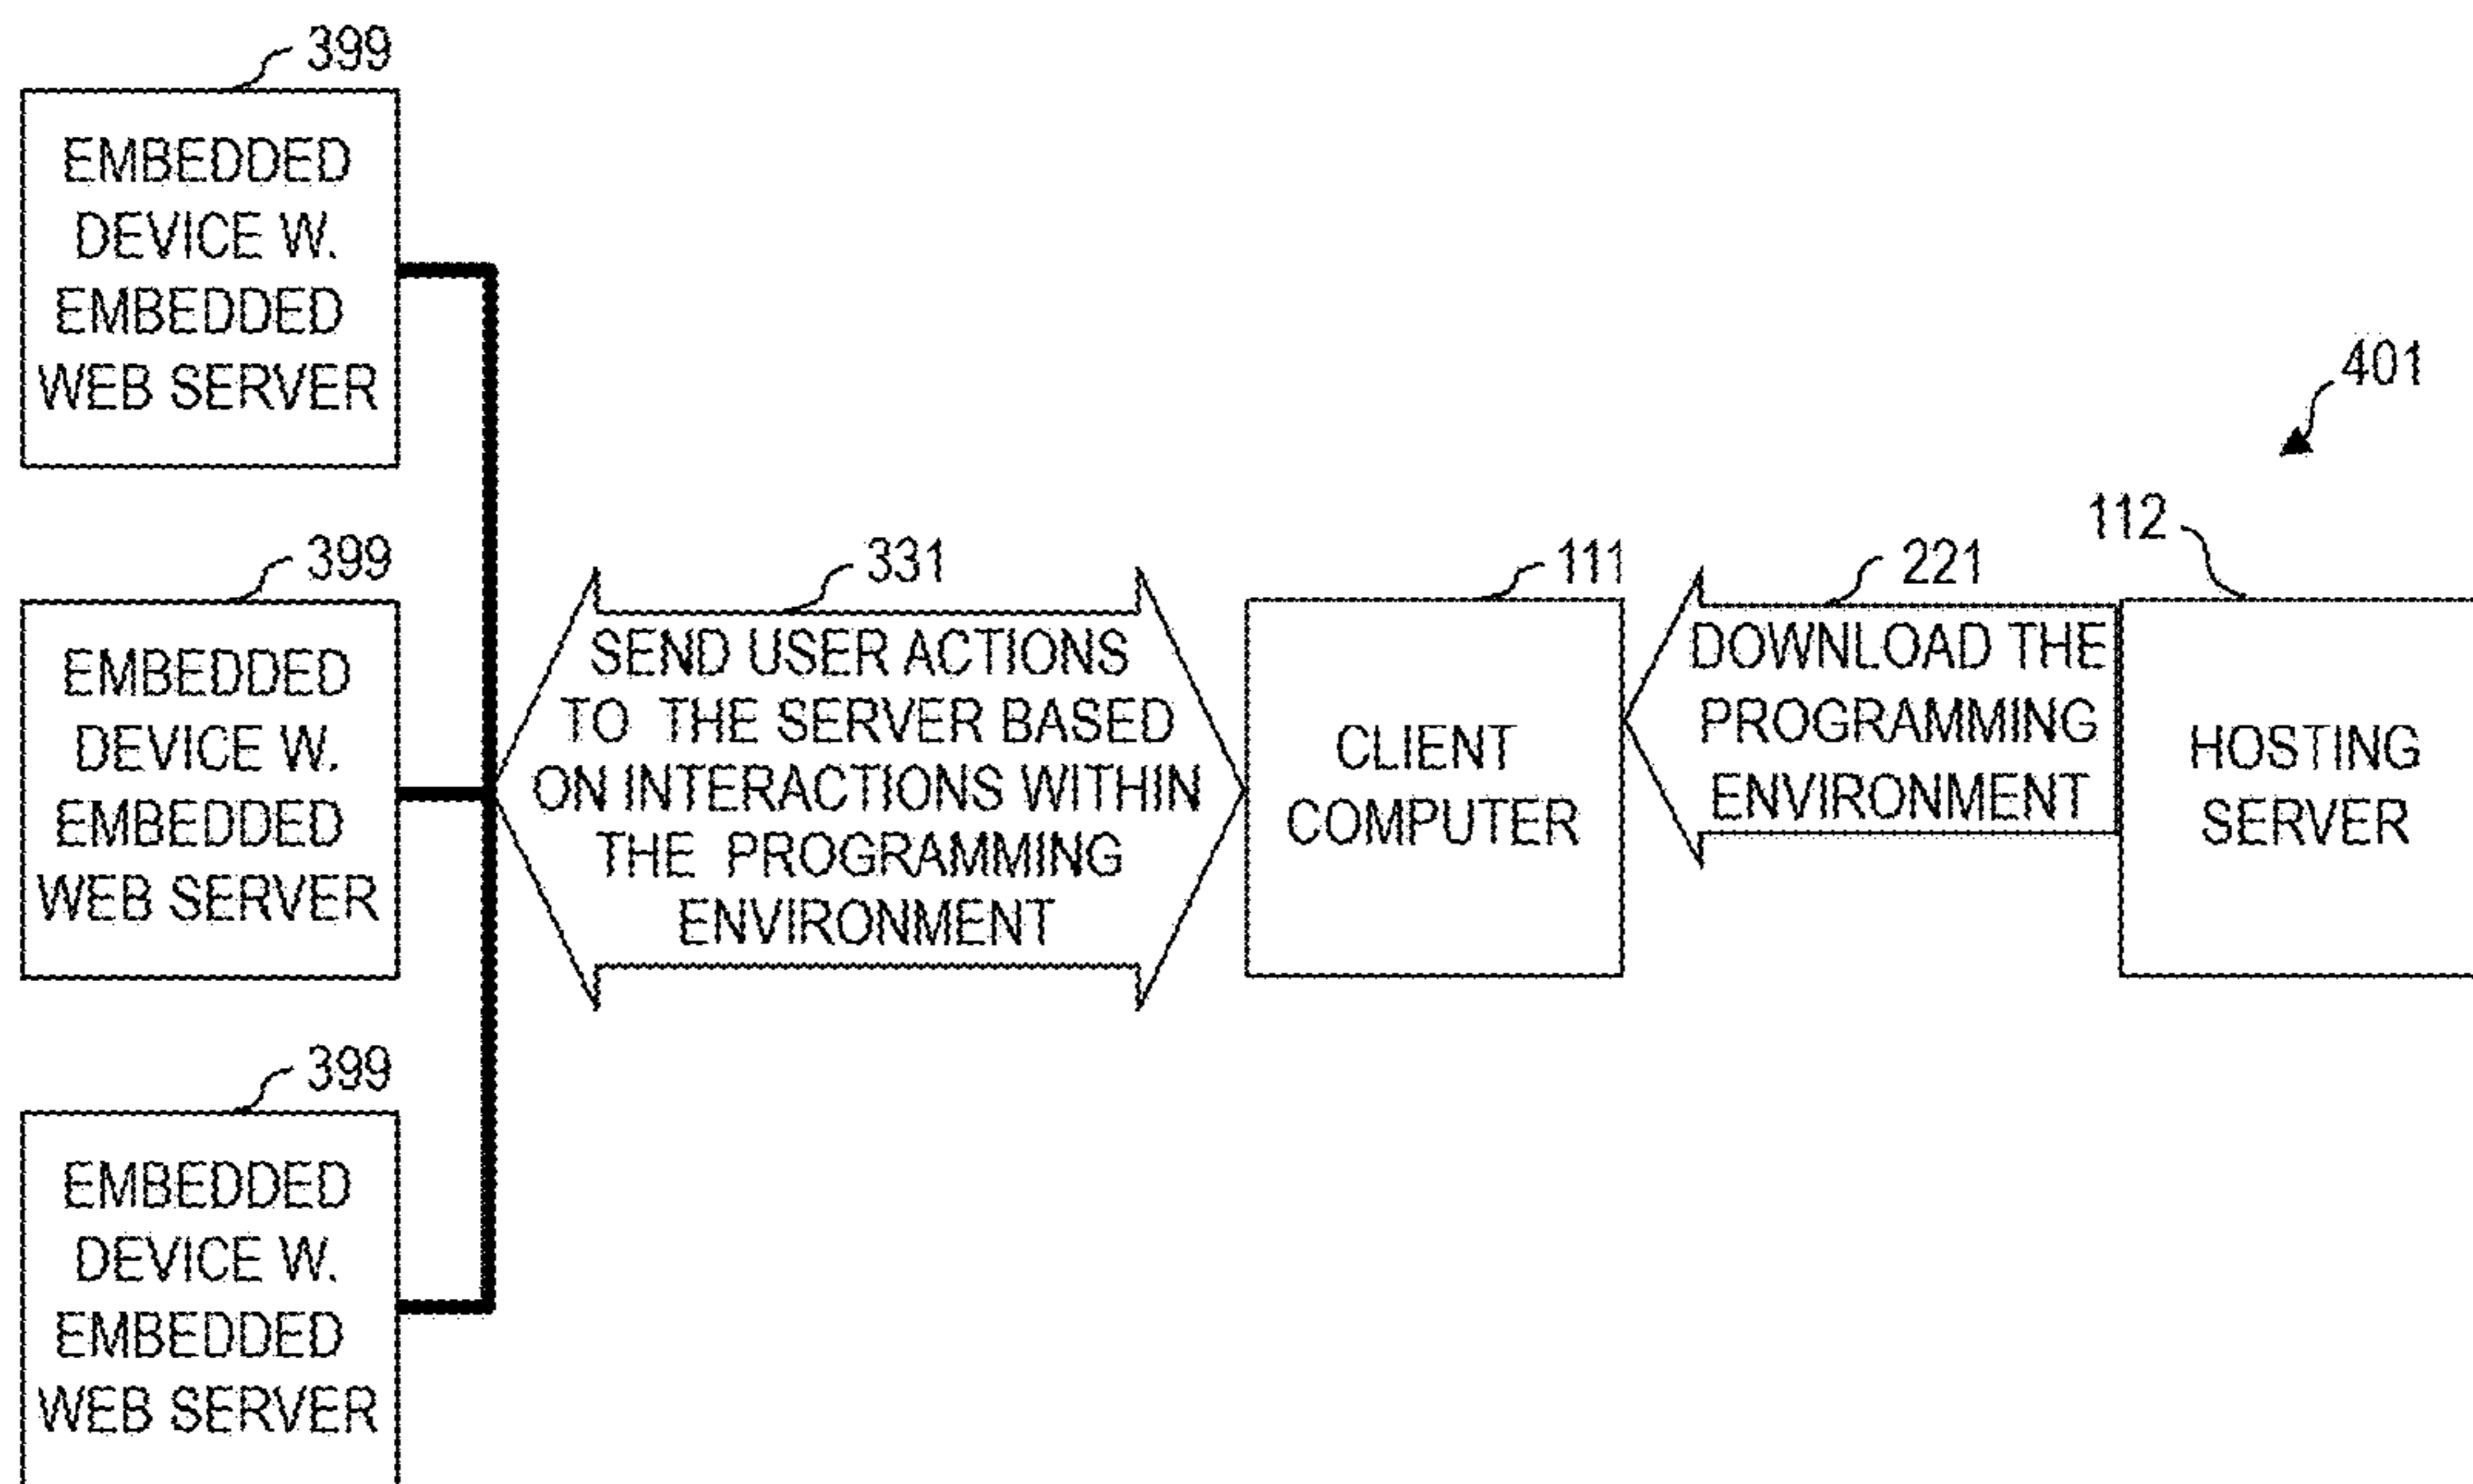 399
EMBEDDED
DEVICE W.
EMBEDDED
WEB SERVER
399
EMBEDDED
DEVICE W.
EMBEDDED
WEB SERVER
399
EMBEDDED
DEVICE W.
EMBEDDED
WEB SERVER
331
SEND USER ACTIONS
TO THE SERVER BASED
ON INTERACTIONS WITHIN
THE PROGRAMMING
ENVIRONMENT
111
CLIENT
COMPUTER
221
DOWNLOAD THE
PROGRAMMING
ENVIRONMENT
401
112
HOSTING
SERVER